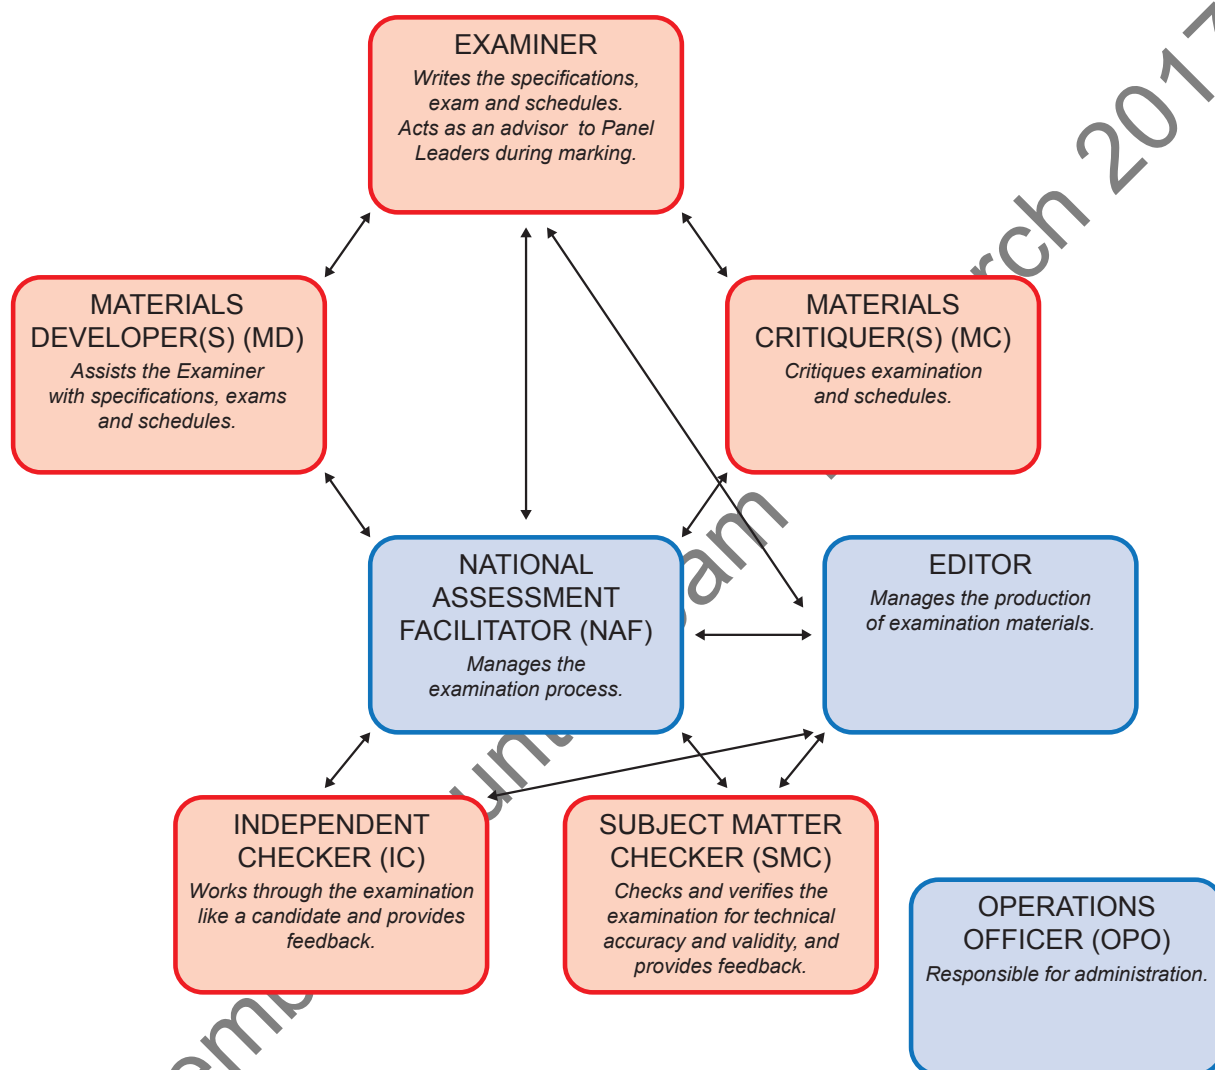 EXAMINER
Writes the specifications,
exam and schedules.
Acts as an advisor to Panel
Leaders during marking.
MATERIALS
DEVELOPER(S) (MD)
Assists the Examiner
with specifications, exams
and schedules.
MATERIALS
CRITIQUER(S) (MC)
Critiques examination
and schedules.
NATIONAL
ASSESSMENT
FACILITATOR (NAF)
Manages the
examination process.
EDITOR
Manages the production
of examination materials.
INDEPENDENT
CHECKER (IC)
Works through the examination
like a candidate and provides
feedback.
SUBJECT MATTER
CHECKER (SMC)
Checks and verifies the
examination for technical
accuracy and validity, and
provides feedback.
OPERATIONS
OFFICER (OPO)
Responsible for administration.
2017